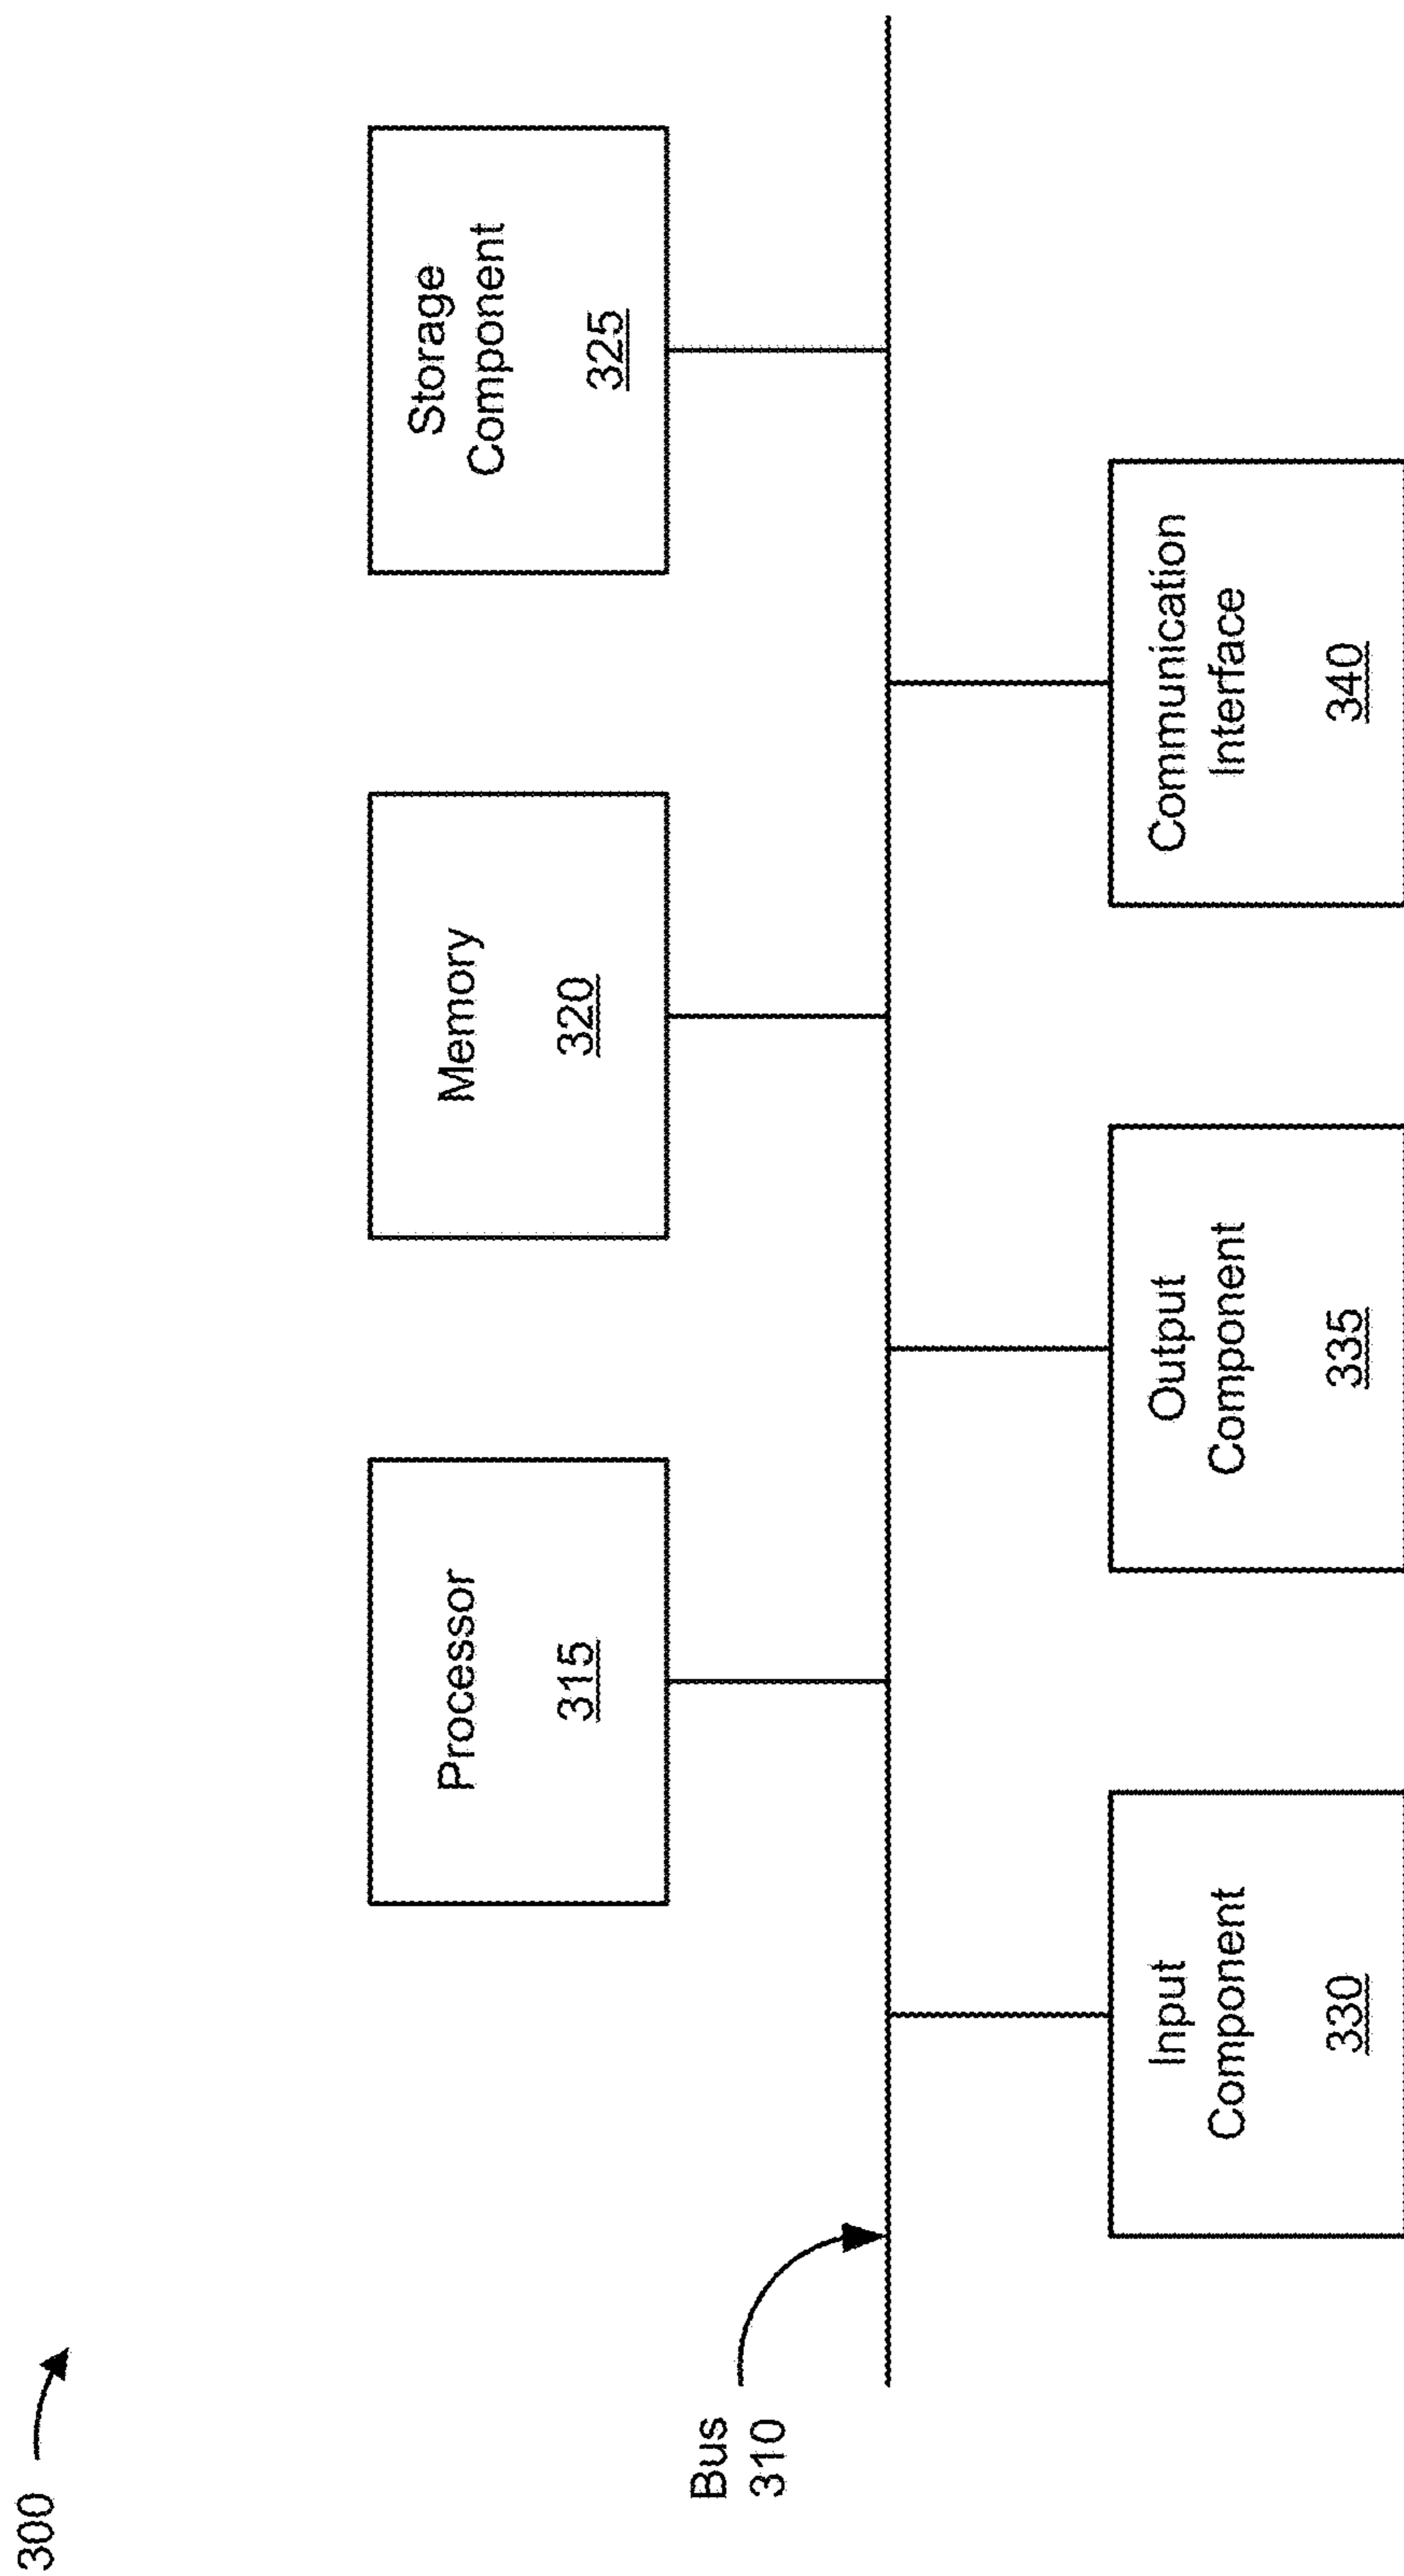 300
Bus
310
Processor
315
Memory
320
Storage
Component
325
Input
Component
330
Output
Component
335
Communication
Interface
340